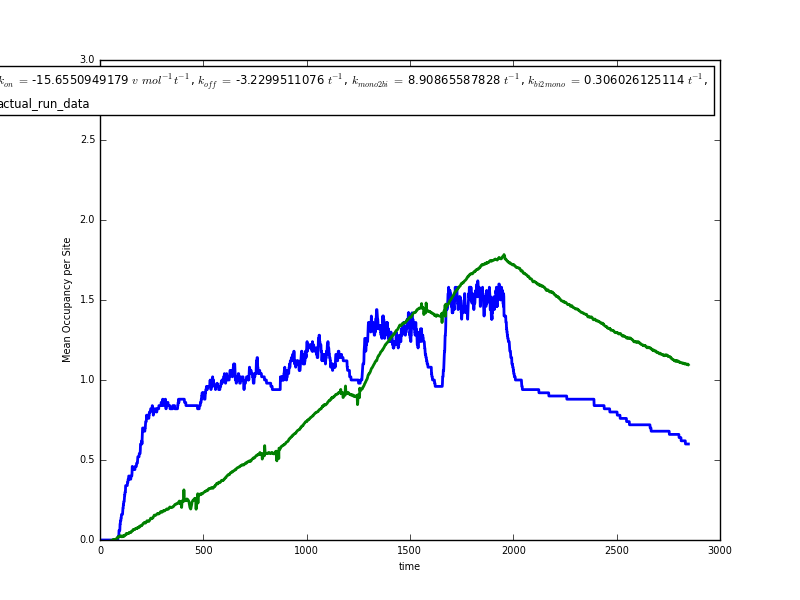 3.0
k_on = -15.6550949179 v mol⁻¹t⁻¹, k_off = -3.2299511076 t⁻¹, k_mono2bi = 8.90865587828 t⁻¹, k_bi2mono = 0.306026125114 t⁻¹,
actual_run_data
2.5
2.0
1.5
1.0
0.5
0.0
Mean Occupancy per Site
0 500 1000 1500 2000 2500 3000
time